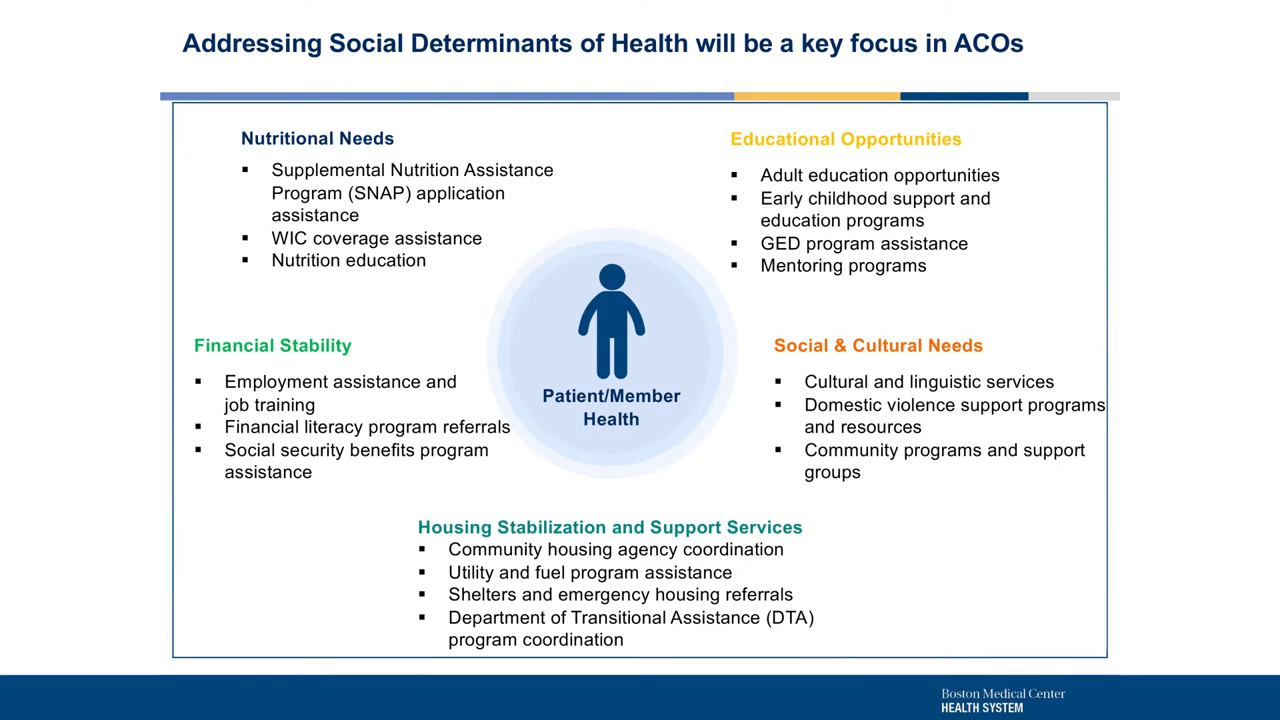 Addressing Social Determinants of Health will be a key focus in ACOs
Nutritional Needs
▪ Supplemental Nutrition Assistance
Program (SNAP) application
assistance
▪ WIC coverage assistance
▪ Nutrition education
Educational Opportunities
▪ Adult education opportunities
▪ Early childhood support and
education programs
▪ GED program assistance
▪ Mentoring programs
Financial Stability
▪ Employment assistance and
job training
▪ Financial literacy program referrals
▪ Social security benefits program
assistance
Patient/Member
Health
Social & Cultural Needs
▪ Cultural and linguistic services
▪ Domestic violence support programs
and resources
▪ Community programs and support
groups
Housing Stabilization and Support Services
▪ Community housing agency coordination
▪ Utility and fuel program assistance
▪ Shelters and emergency housing referrals
▪ Department of Transitional Assistance (DTA)
program coordination
Boston Medical Center
HEALTH SYSTEM